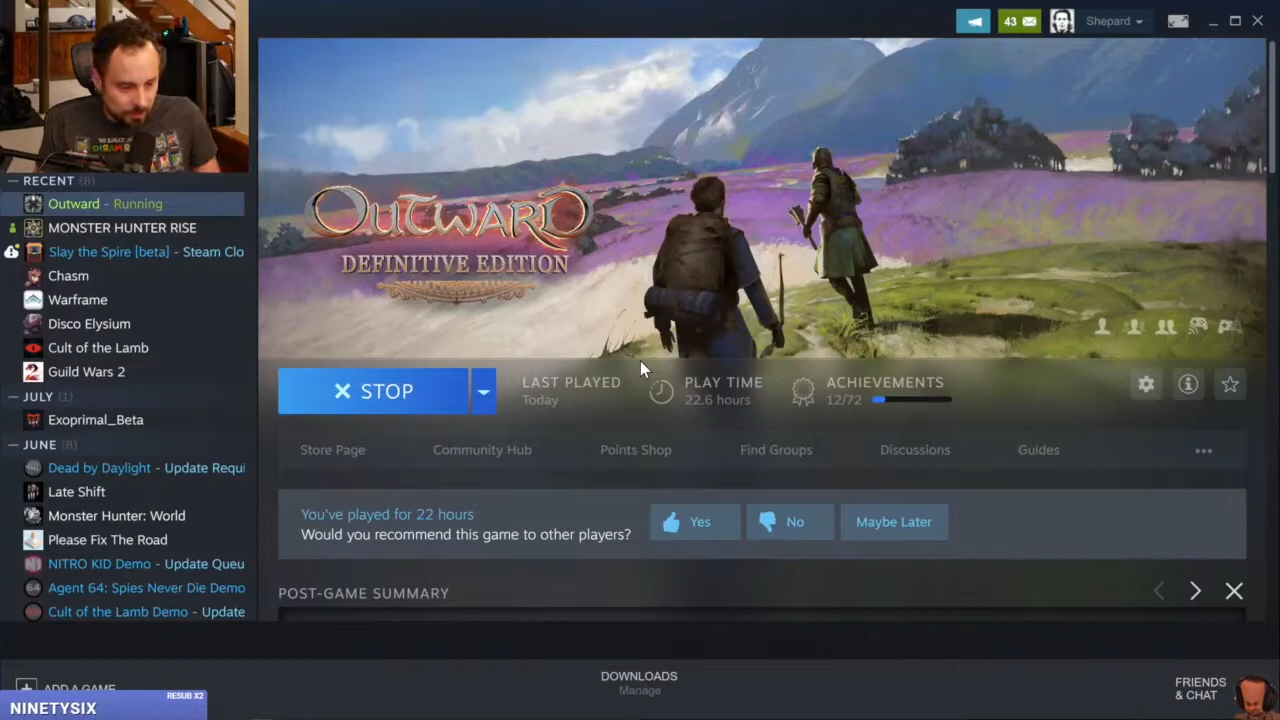 43
Shepard
RECENT (8)
Outward - Running
MONSTER HUNTER RISE
Slay the Spire [beta] - Steam Clo
Chasm
Warframe
Disco Elysium
Cult of the Lamb
Guild Wars 2
JULY (1)
Exoprimal_Beta
JUNE (8)
Dead by Daylight - Update Requi
Late Shift
Monster Hunter: World
Please Fix The Road
NITRO KID Demo - Update Queu
Agent 64: Spies Never Die Demo
Cult of the Lamb Demo - Update
OUTWARD
DEFINITIVE EDITION
STOP
LAST PLAYED
Today
PLAY TIME
22.6 hours
ACHIEVEMENTS
12/72
Store Page
Community Hub
Points Shop
Find Groups
Discussions
Guides
You've played for 22 hours
Would you recommend this game to other players?
Yes
No
Maybe Later
POST-GAME SUMMARY
ADD A GAME
DOWNLOADS
Manage
FRIENDS
& CHAT
RESUB X2
NINETYSIX